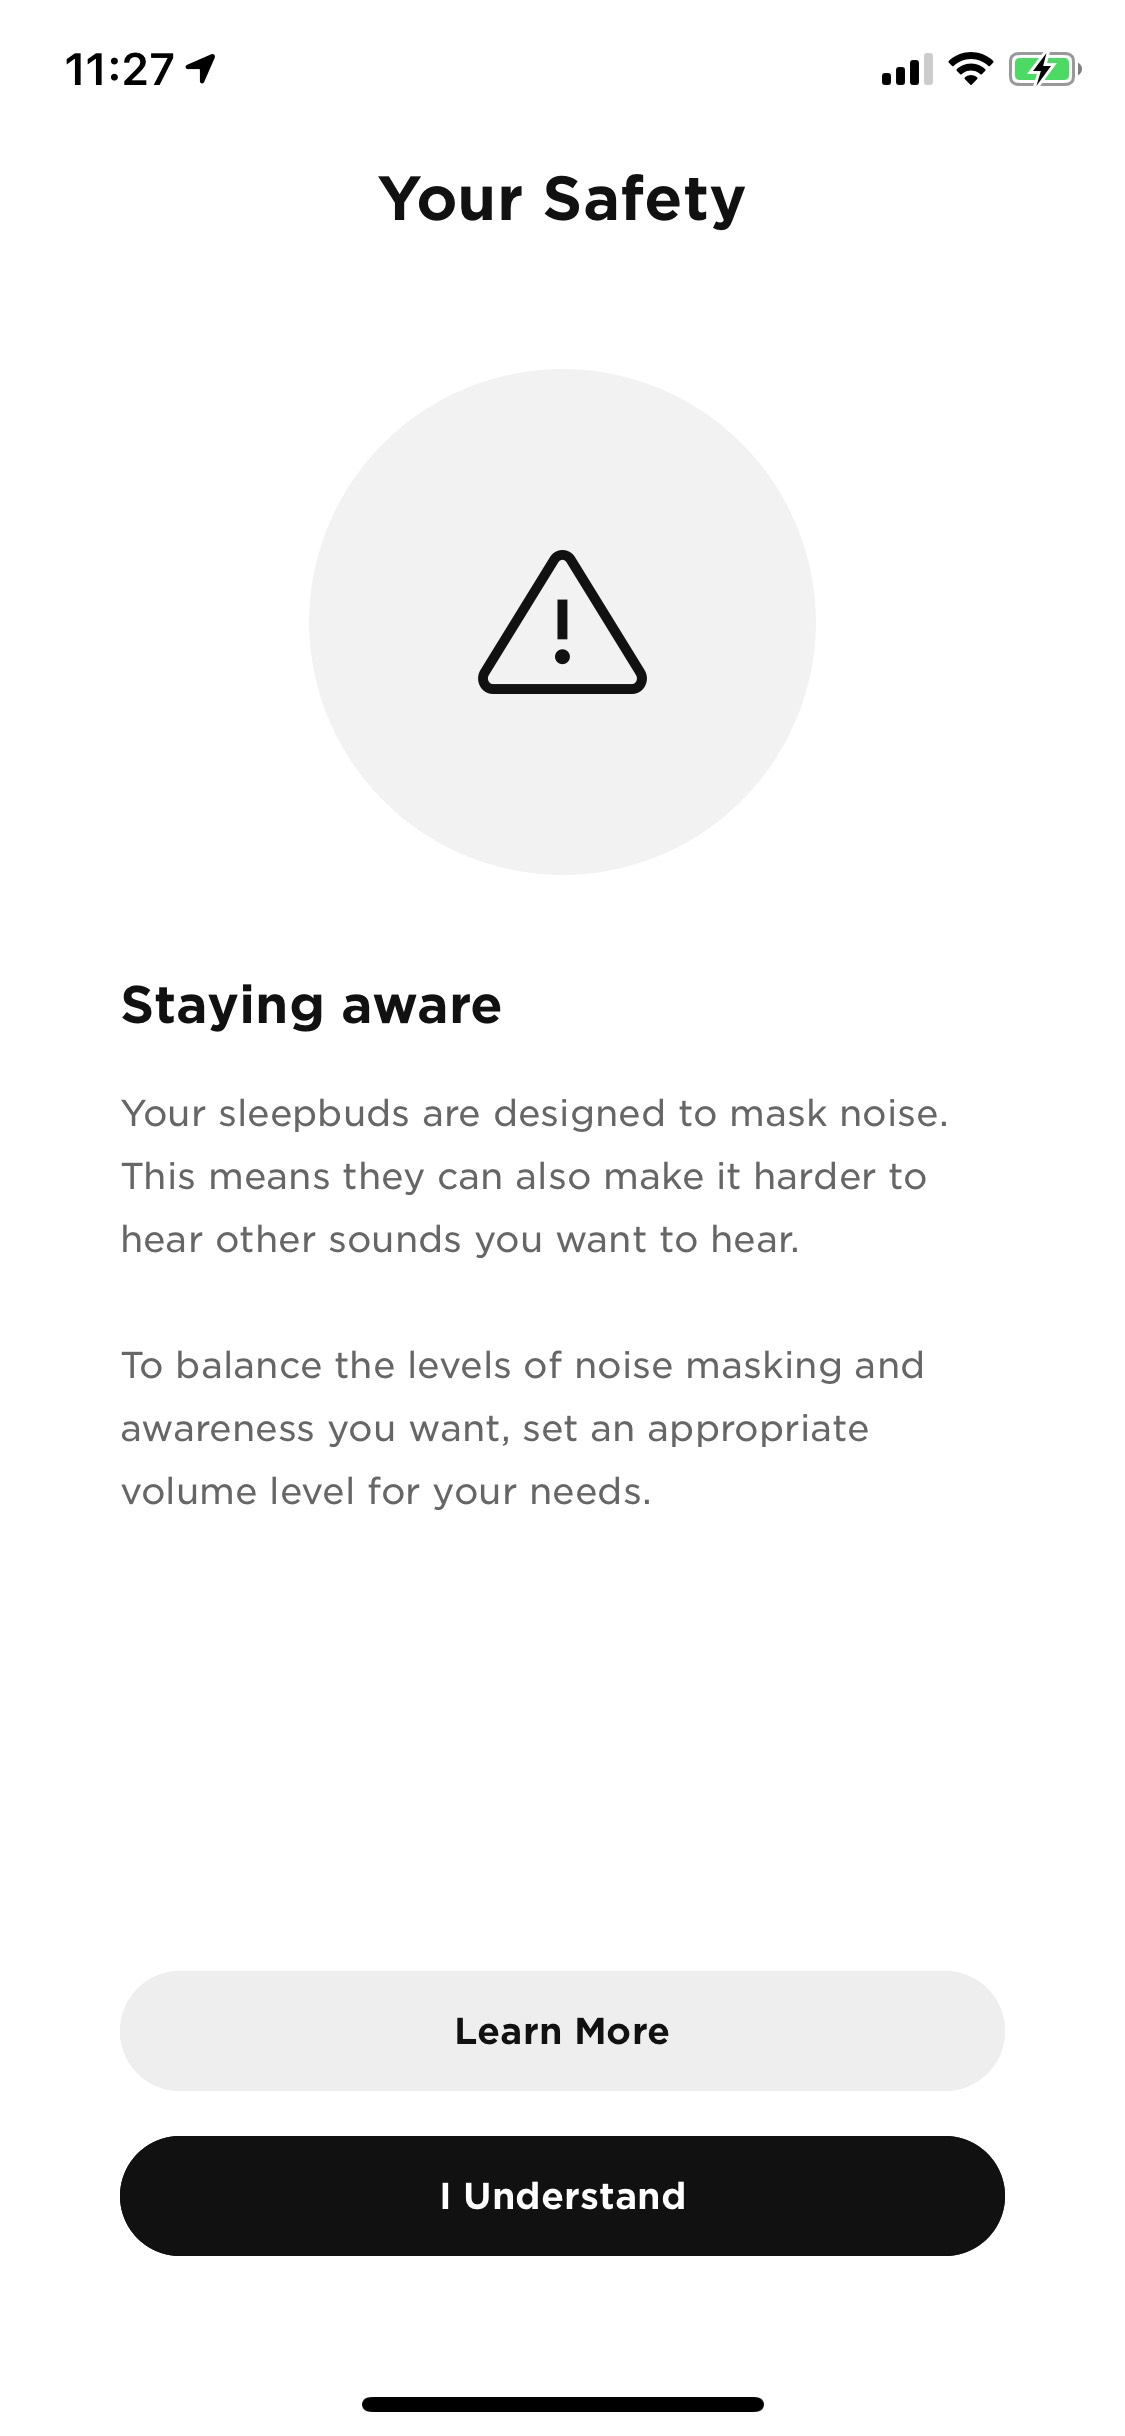 11:27
Your Safety
Staying aware
Your sleepbuds are designed to mask noise.
This means they can also make it harder to
hear other sounds you want to hear.
To balance the levels of noise masking and
awareness you want, set an appropriate
volume level for your needs.
Learn More
I Understand